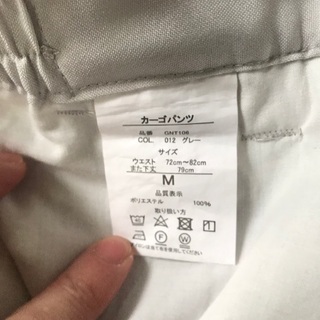 カーゴパンツ
品番 GNT106
COL. 012 グレー
サイズ
ウエスト 72cm～82cm
また下丈 79cm
M
品質表示
ポリエステル 100%
取り扱い方